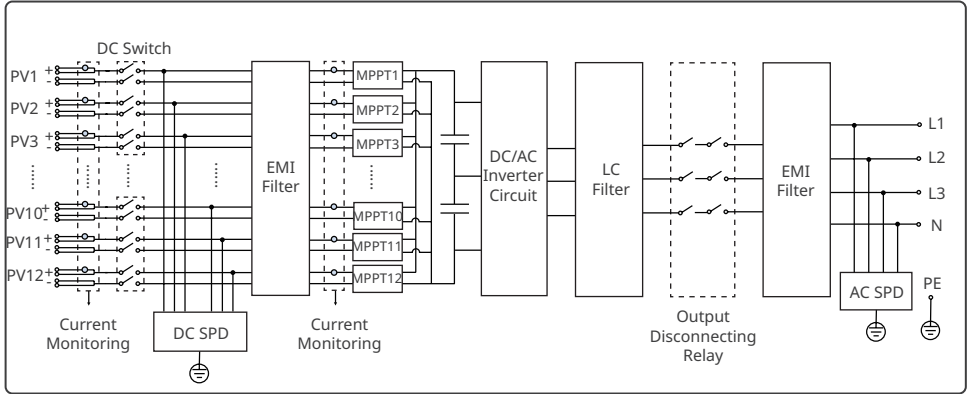 DC Switch
PV1 + -
PV2 + -
PV3 + -
PV10 + -
PV11 + -
PV12 + -
Current
Monitoring
DC SPD
EMI
Filter
Current
Monitoring
MPPT1
MPPT2
MPPT3
MPPT10
MPPT11
MPPT12
DC/AC
Inverter
Circuit
LC
Filter
Output
Disconnecting
Relay
EMI
Filter
L1
L2
L3
N
AC SPD
PE